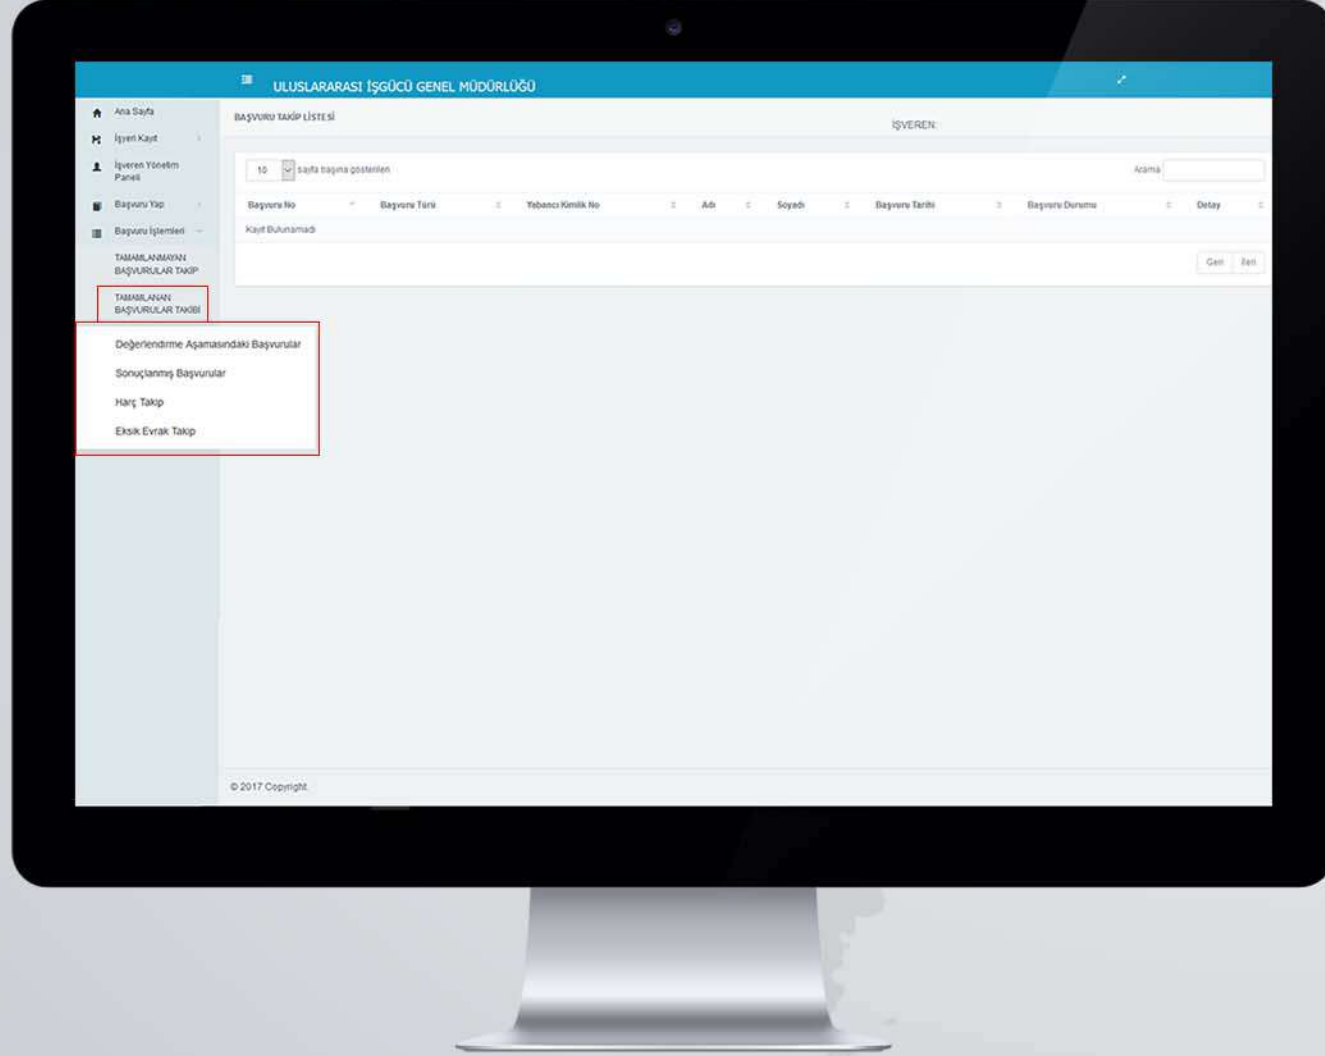 ULUSLARARASI İŞGÜCÜ GENEL MÜDÜRLÜĞÜ
Ana Sayfa
İşyeri Kayıt
İşveren Yönetim
Paneli
Başvuru Yap
Başvuru İşlemleri
TAMAMLANMAYAN
BAŞVURULAR TAKİP
TAMAMLANAN
BAŞVURULAR TAKİBİ
Değerlendirme Aşamasındaki Başvurular
Sonuçlanmış Başvurular
Harç Takip
Eksik Evrak Takip
BAŞVURU TAKİP LİSTESİ
İŞVEREN:
10 sayfa başına gösterilen
Arama
Başvuru No Başvuru Türü Yabancı Kimlik No Adı Soyadı Başvuru Tarihi Başvuru Durumu Detay
Kayıt Bulunamadı
Geri İleri
© 2017 Copyright